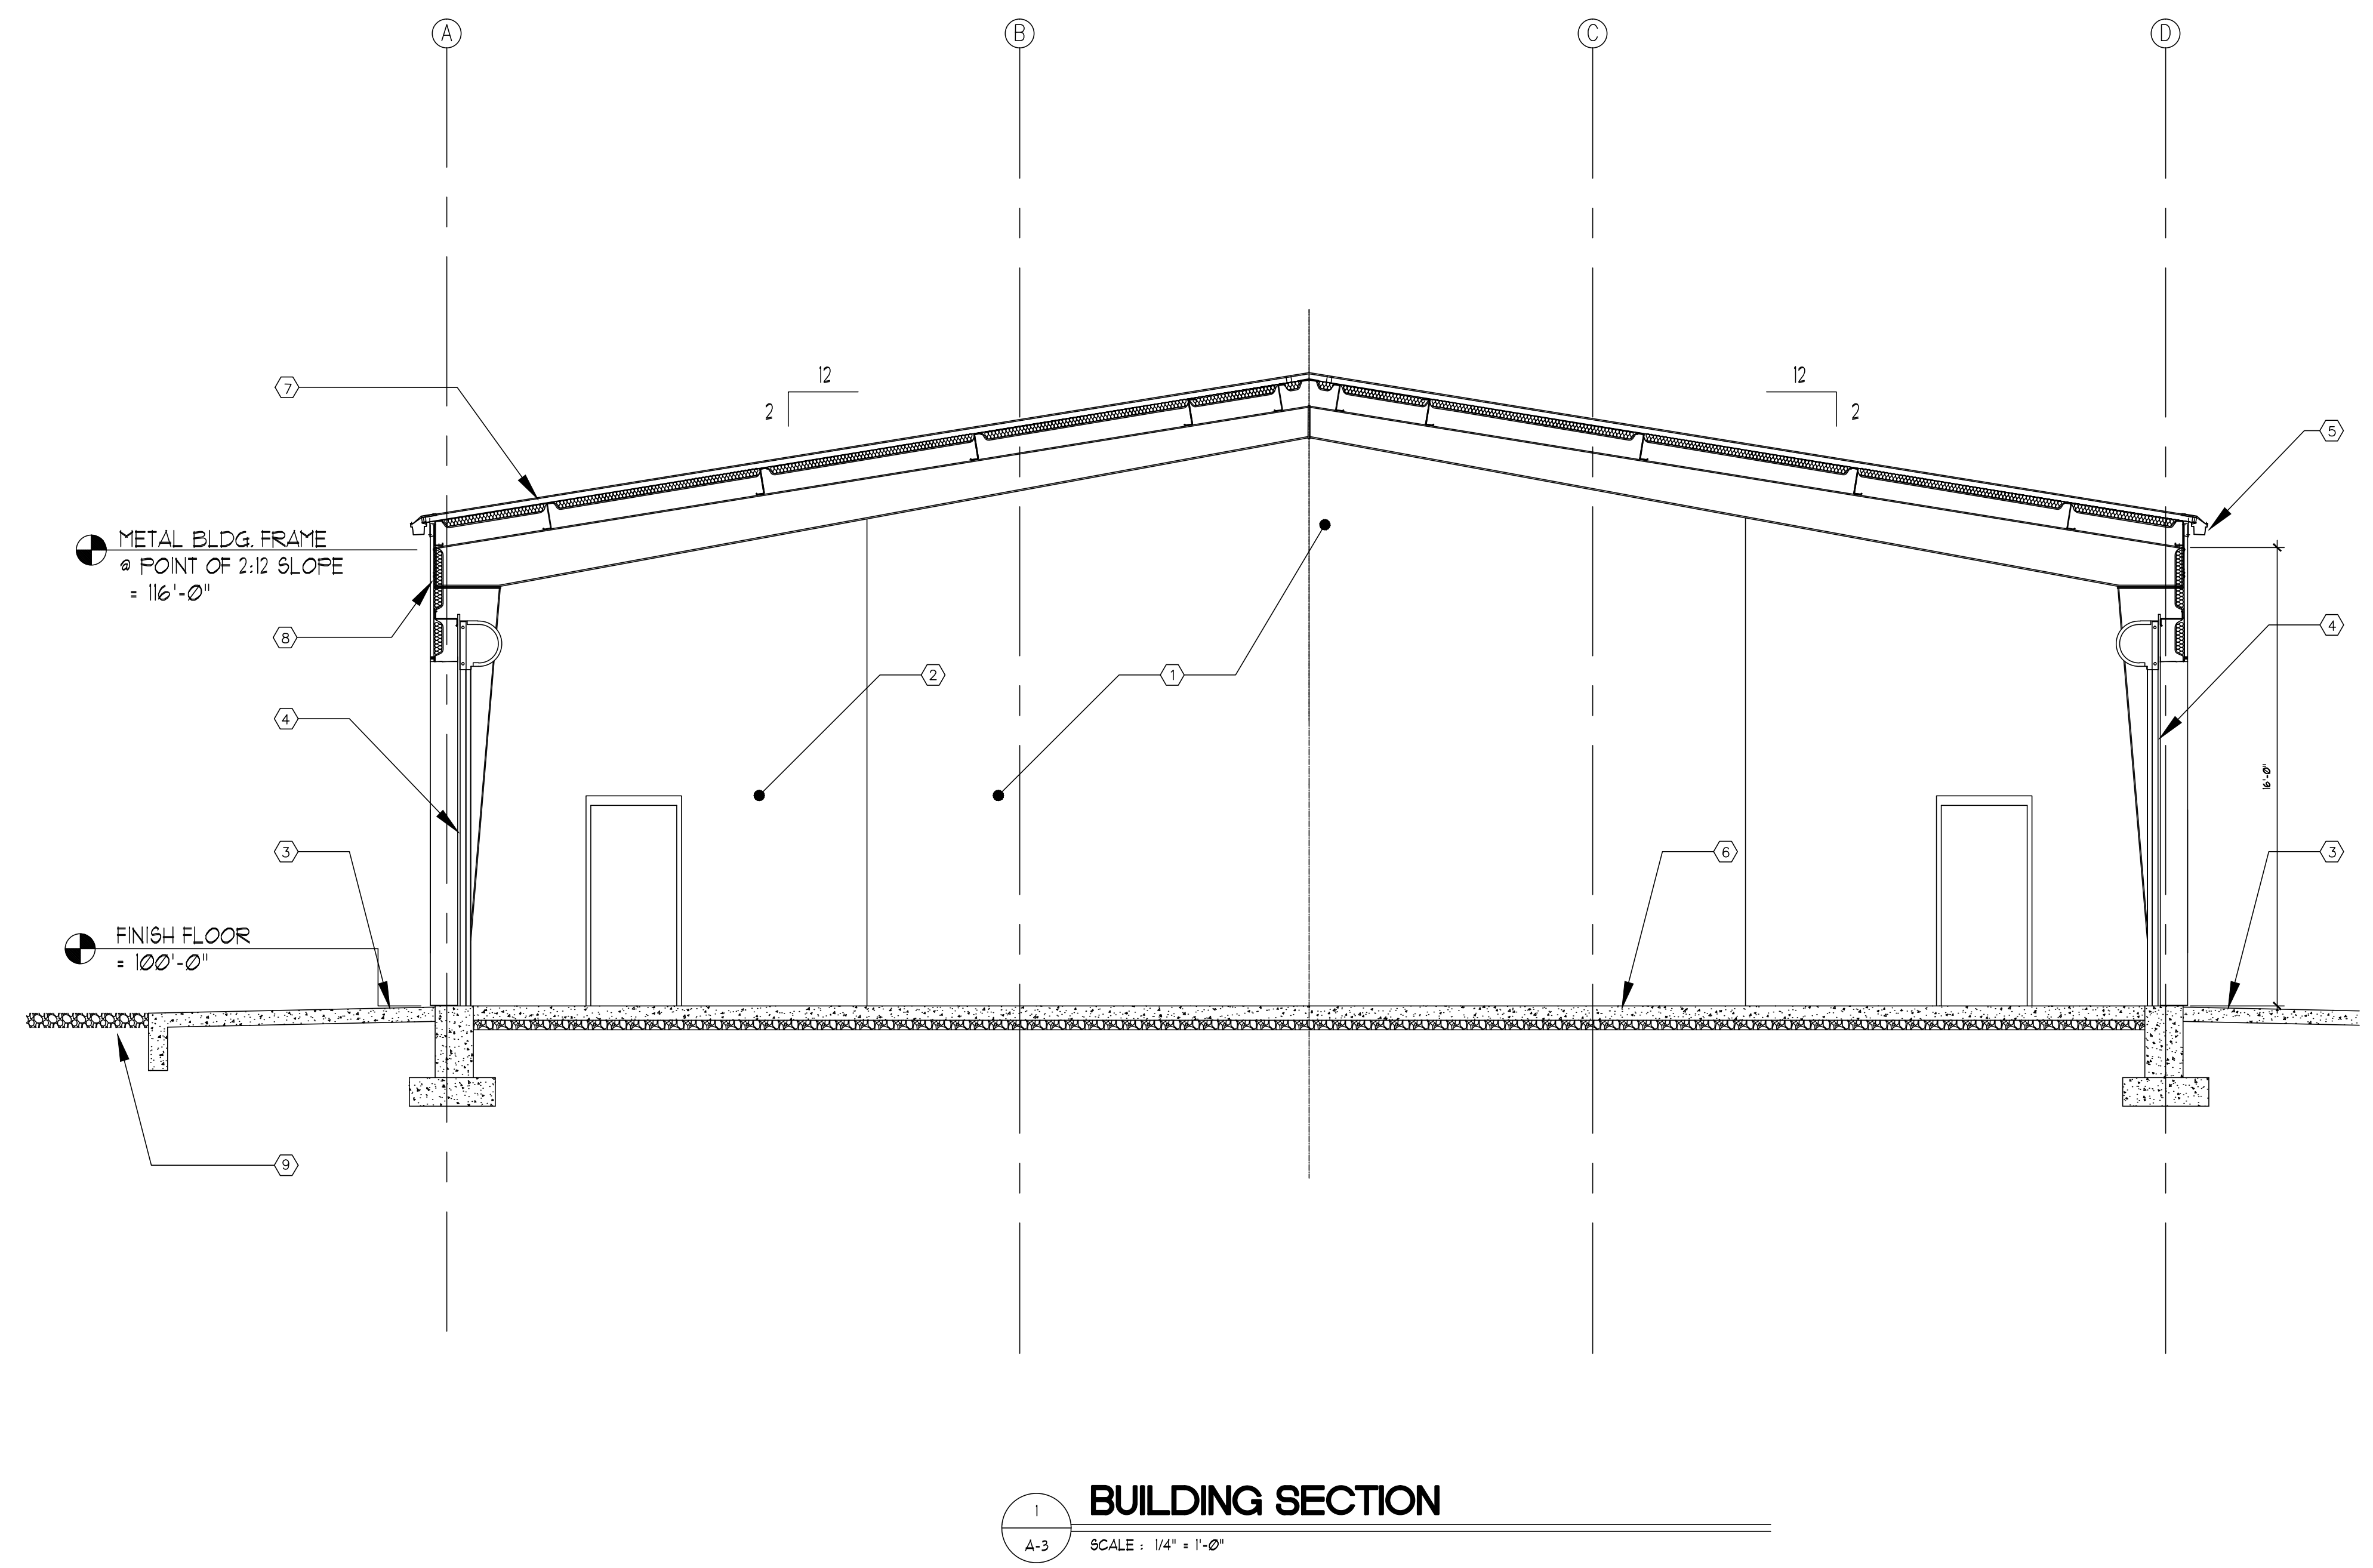 A
B
C
D
7
12
2
12
2
5
METAL BLDG. FRAME
@ POINT OF 2:12 SLOPE
= 116'-0"
8
4
2
1
4
16'-0"
3
6
3
FINISH FLOOR
= 100'-0"
9
1
A-3
BUILDING SECTION
SCALE : 1/4" = 1'-0"